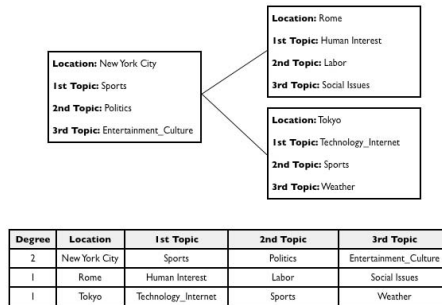 Location: New York City
1st Topic: Sports
2nd Topic: Politics
3rd Topic: Entertainment_Culture
Location: Rome
1st Topic: Human Interest
2nd Topic: Labor
3rd Topic: Social Issues
Location: Tokyo
1st Topic: Technology_Internet
2nd Topic: Sports
3rd Topic: Weather
Degree Location 1st Topic 2nd Topic 3rd Topic
2 New York City Sports Politics Entertainment_Culture
1 Rome Human Interest Labor Social Issues
1 Tokyo Technology_Internet Sports Weather